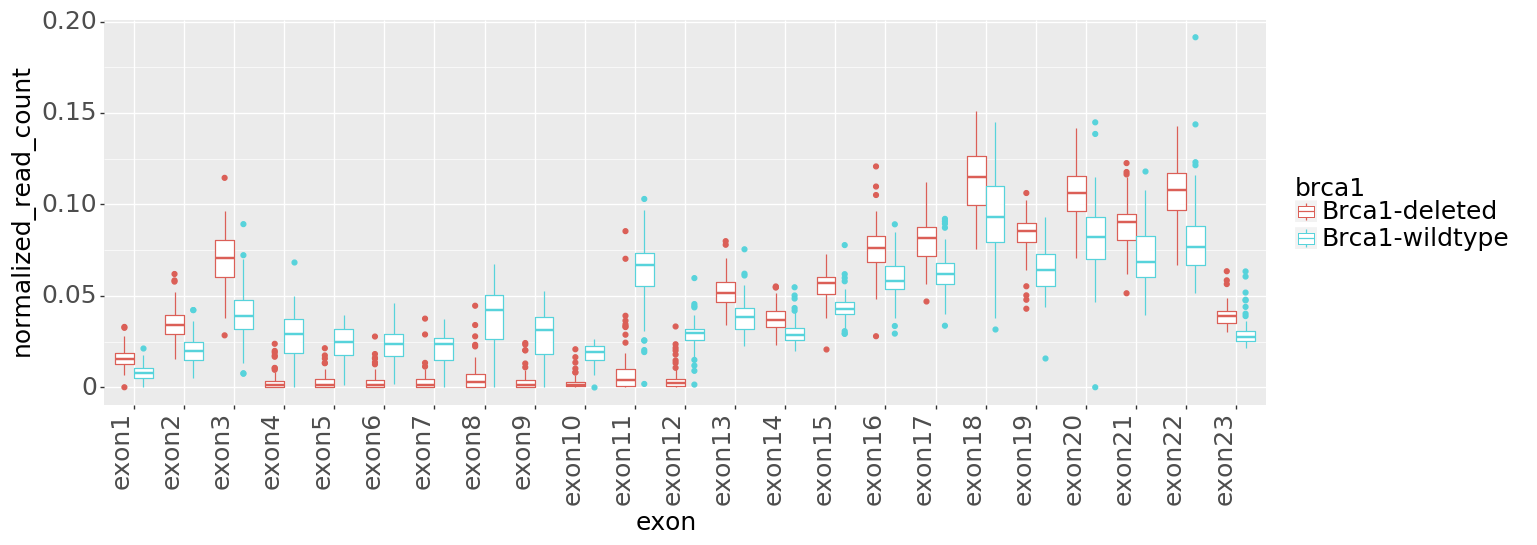 normalized_read_count
0.20
0.15
0.10
0.05
0
exon1
exon2
exon3
exon4
exon5
exon6
exon7
exon8
exon9
exon10
exon11
exon12
exon13
exon14
exon15
exon16
exon17
exon18
exon19
exon20
exon21
exon22
exon23
exon
brca1
Brca1-deleted
Brca1-wildtype